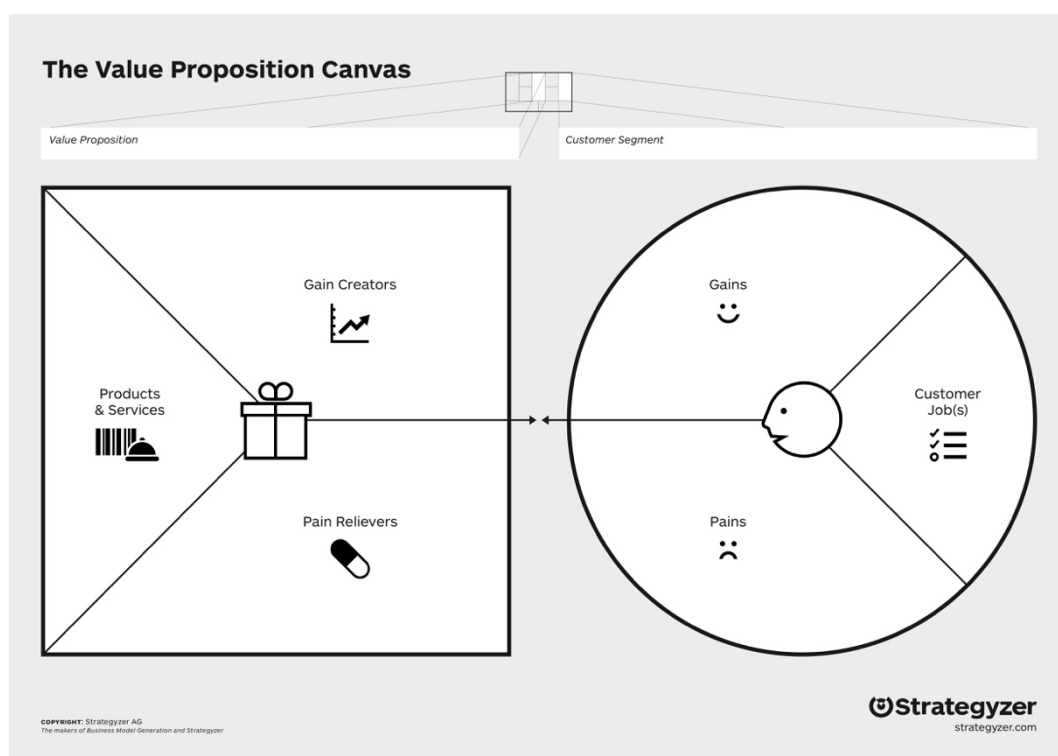 The Value Proposition Canvas
Value Proposition
Customer Segment
Gain Creators
Gains
Products
& Services
Customer
Job(s)
Pain Relievers
Pains
COPYRIGHT: Strategyzer AG
The makers of Business Model Generation and Strategyzer
Strategyzer
strategyzer.com